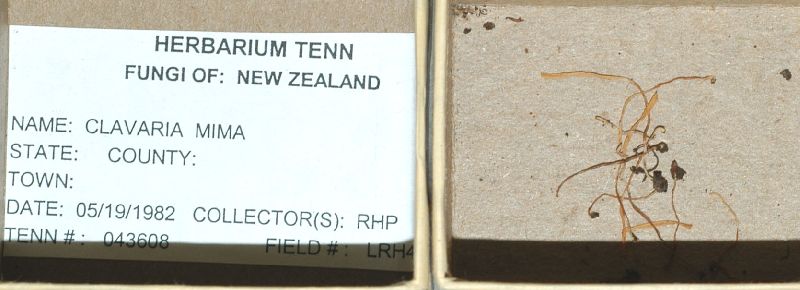 HERBARIUM TENN
FUNGI OF: NEW ZEALAND
NAME: CLAVARIA MIMA
STATE: COUNTY:
TOWN:
DATE: 05/19/1982 COLLECTOR(S): RHP
TENN #: 043608 FIELD #: LRH4